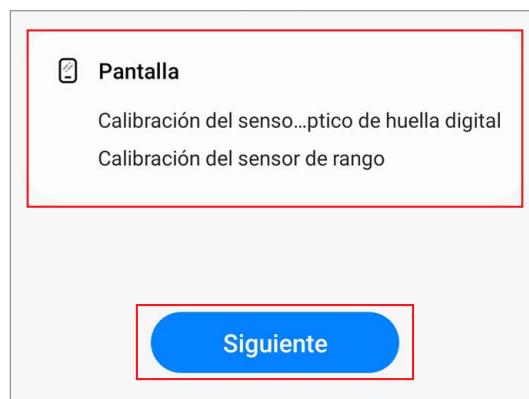 Pantalla
Calibración del senso...ptico de huella digital
Calibración del sensor de rango
Siguiente